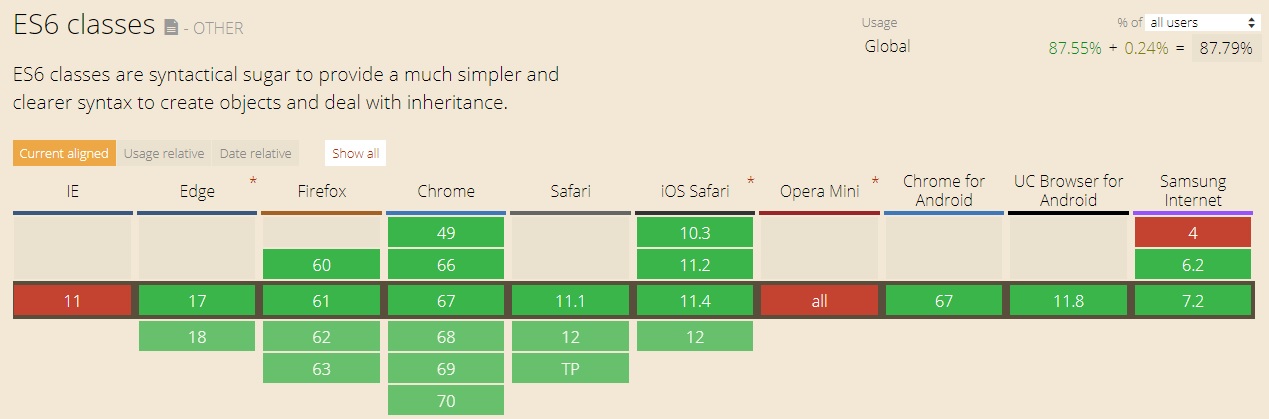 ES6 classes - OTHER
Usage % of all users
Global 87.55% + 0.24% = 87.79%
ES6 classes are syntactical sugar to provide a much simpler and
clearer syntax to create objects and deal with inheritance.
Current aligned Usage relative Date relative Show all
IE Edge * Firefox Chrome Safari iOS Safari * Opera Mini * Chrome for Android UC Browser for Android Samsung Internet
49 10.3 4
60 66 11.2 6.2
11 17 61 67 11.1 11.4 all 67 11.8 7.2
18 62 68 12 12
63 69 TP
70